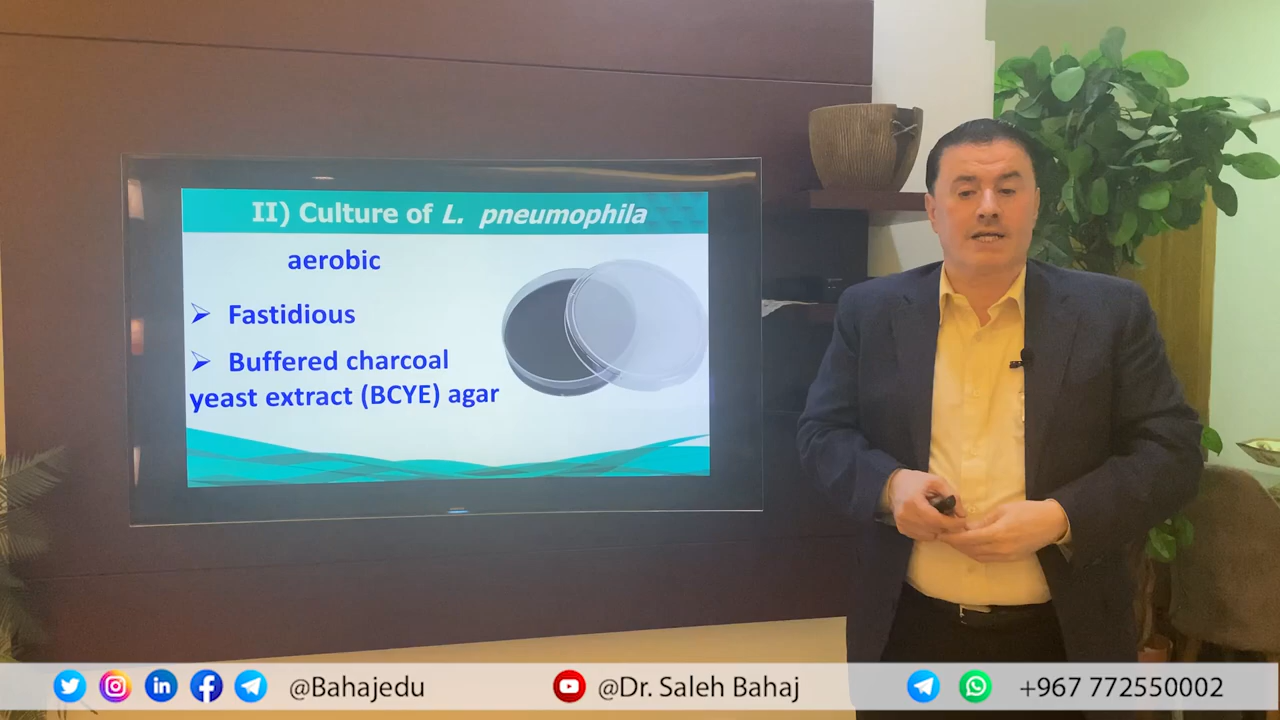 II) Culture of L. pneumophila
aerobic
Fastidious
Buffered charcoal
yeast extract (BCYE) agar
@Bahajedu
@Dr. Saleh Bahaj
+967 772550002